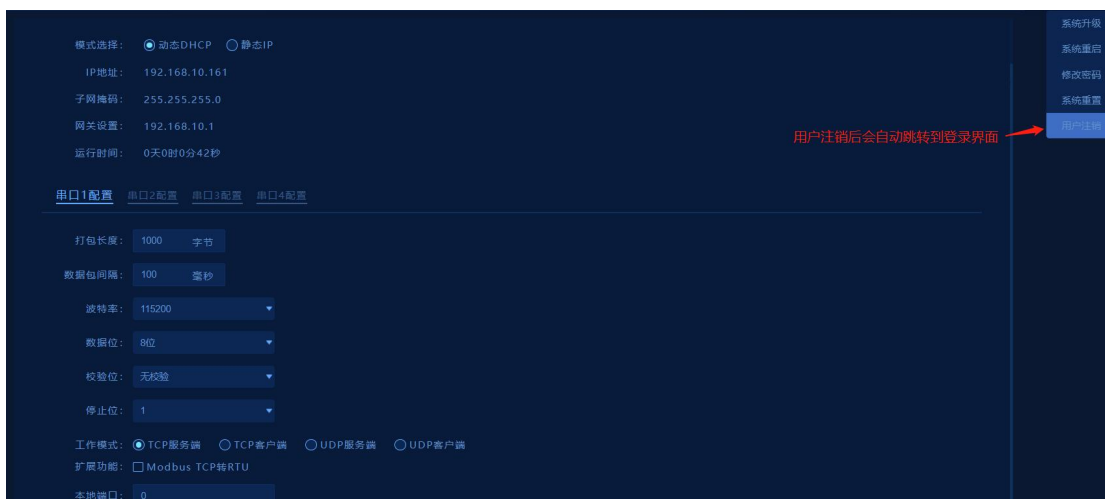 系统升级
模式选择： 动态DHCP 静态IP
系统重启
IP地址： 192.168.10.161
修改密码
子网掩码： 255.255.255.0
系统重置
网关设置： 192.168.10.1
用户注销
用户注销后会自动跳转到登录界面
运行时间： 0天0时0分42秒
串口1配置 串口2配置 串口3配置 串口4配置
打包长度： 1000 字节
数据包间隔： 100 毫秒
波特率： 115200
数据位： 8位
校验位： 无校验
停止位： 1
工作模式： TCP服务端 TCP客户端 UDP服务端 UDP客户端
扩展功能： Modbus TCP转RTU
本地端口： 0